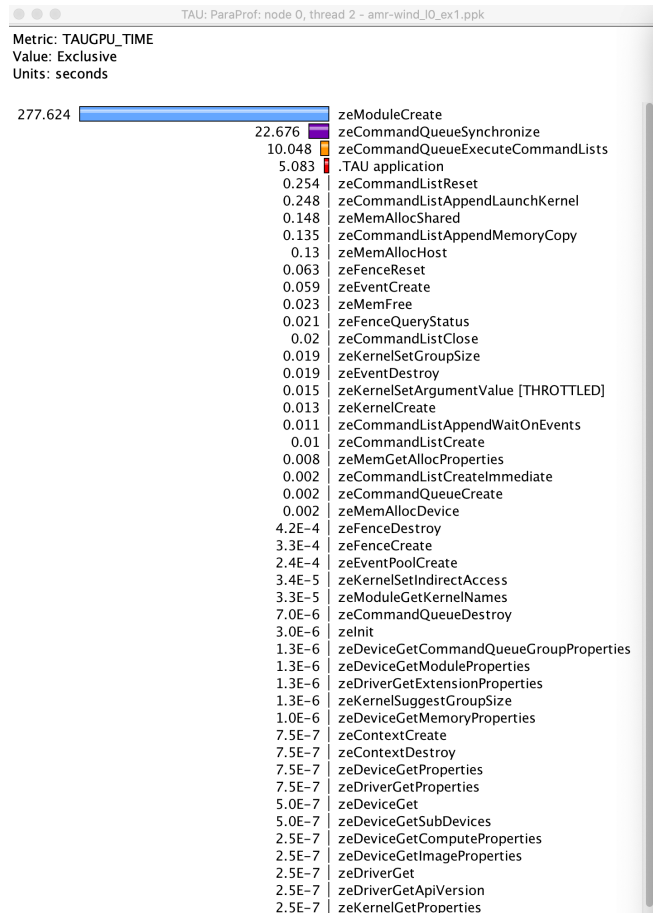 TAU: ParaProf: node 0, thread 2 - amr-wind_l0_ex1.ppk
Metric: TAUGPU_TIME
Value: Exclusive
Units: seconds
277.624 zeModuleCreate
22.676 zeCommandQueueSynchronize
10.048 zeCommandQueueExecuteCommandLists
5.083 .TAU application
0.254 zeCommandListReset
0.248 zeCommandListAppendLaunchKernel
0.148 zeMemAllocShared
0.135 zeCommandListAppendMemoryCopy
0.13 zeMemAllocHost
0.063 zeFenceReset
0.059 zeEventCreate
0.023 zeMemFree
0.021 zeFenceQueryStatus
0.02 zeCommandListClose
0.019 zeKernelSetGroupSize
0.019 zeEventDestroy
0.015 zeKernelSetArgumentValue [THROTTLED]
0.013 zeKernelCreate
0.011 zeCommandListAppendWaitOnEvents
0.01 zeCommandListCreate
0.008 zeMemGetAllocProperties
0.002 zeCommandListCreateImmediate
0.002 zeCommandQueueCreate
0.002 zeMemAllocDevice
4.2E-4 zeFenceDestroy
3.3E-4 zeFenceCreate
2.4E-4 zeEventPoolCreate
3.4E-5 zeKernelSetIndirectAccess
3.3E-5 zeModuleGetKernelNames
7.0E-6 zeCommandQueueDestroy
3.0E-6 zeInit
1.3E-6 zeDeviceGetCommandQueueGroupProperties
1.3E-6 zeDeviceGetModuleProperties
1.3E-6 zeDriverGetExtensionProperties
1.3E-6 zeKernelSuggestGroupSize
1.0E-6 zeDeviceGetMemoryProperties
7.5E-7 zeContextCreate
7.5E-7 zeContextDestroy
7.5E-7 zeDeviceGetProperties
7.5E-7 zeDriverGetProperties
5.0E-7 zeDeviceGet
5.0E-7 zeDeviceGetSubDevices
2.5E-7 zeDeviceGetComputeProperties
2.5E-7 zeDeviceGetImageProperties
2.5E-7 zeDriverGet
2.5E-7 zeDriverGetApiVersion
2.5E-7 zeKernelGetProperties